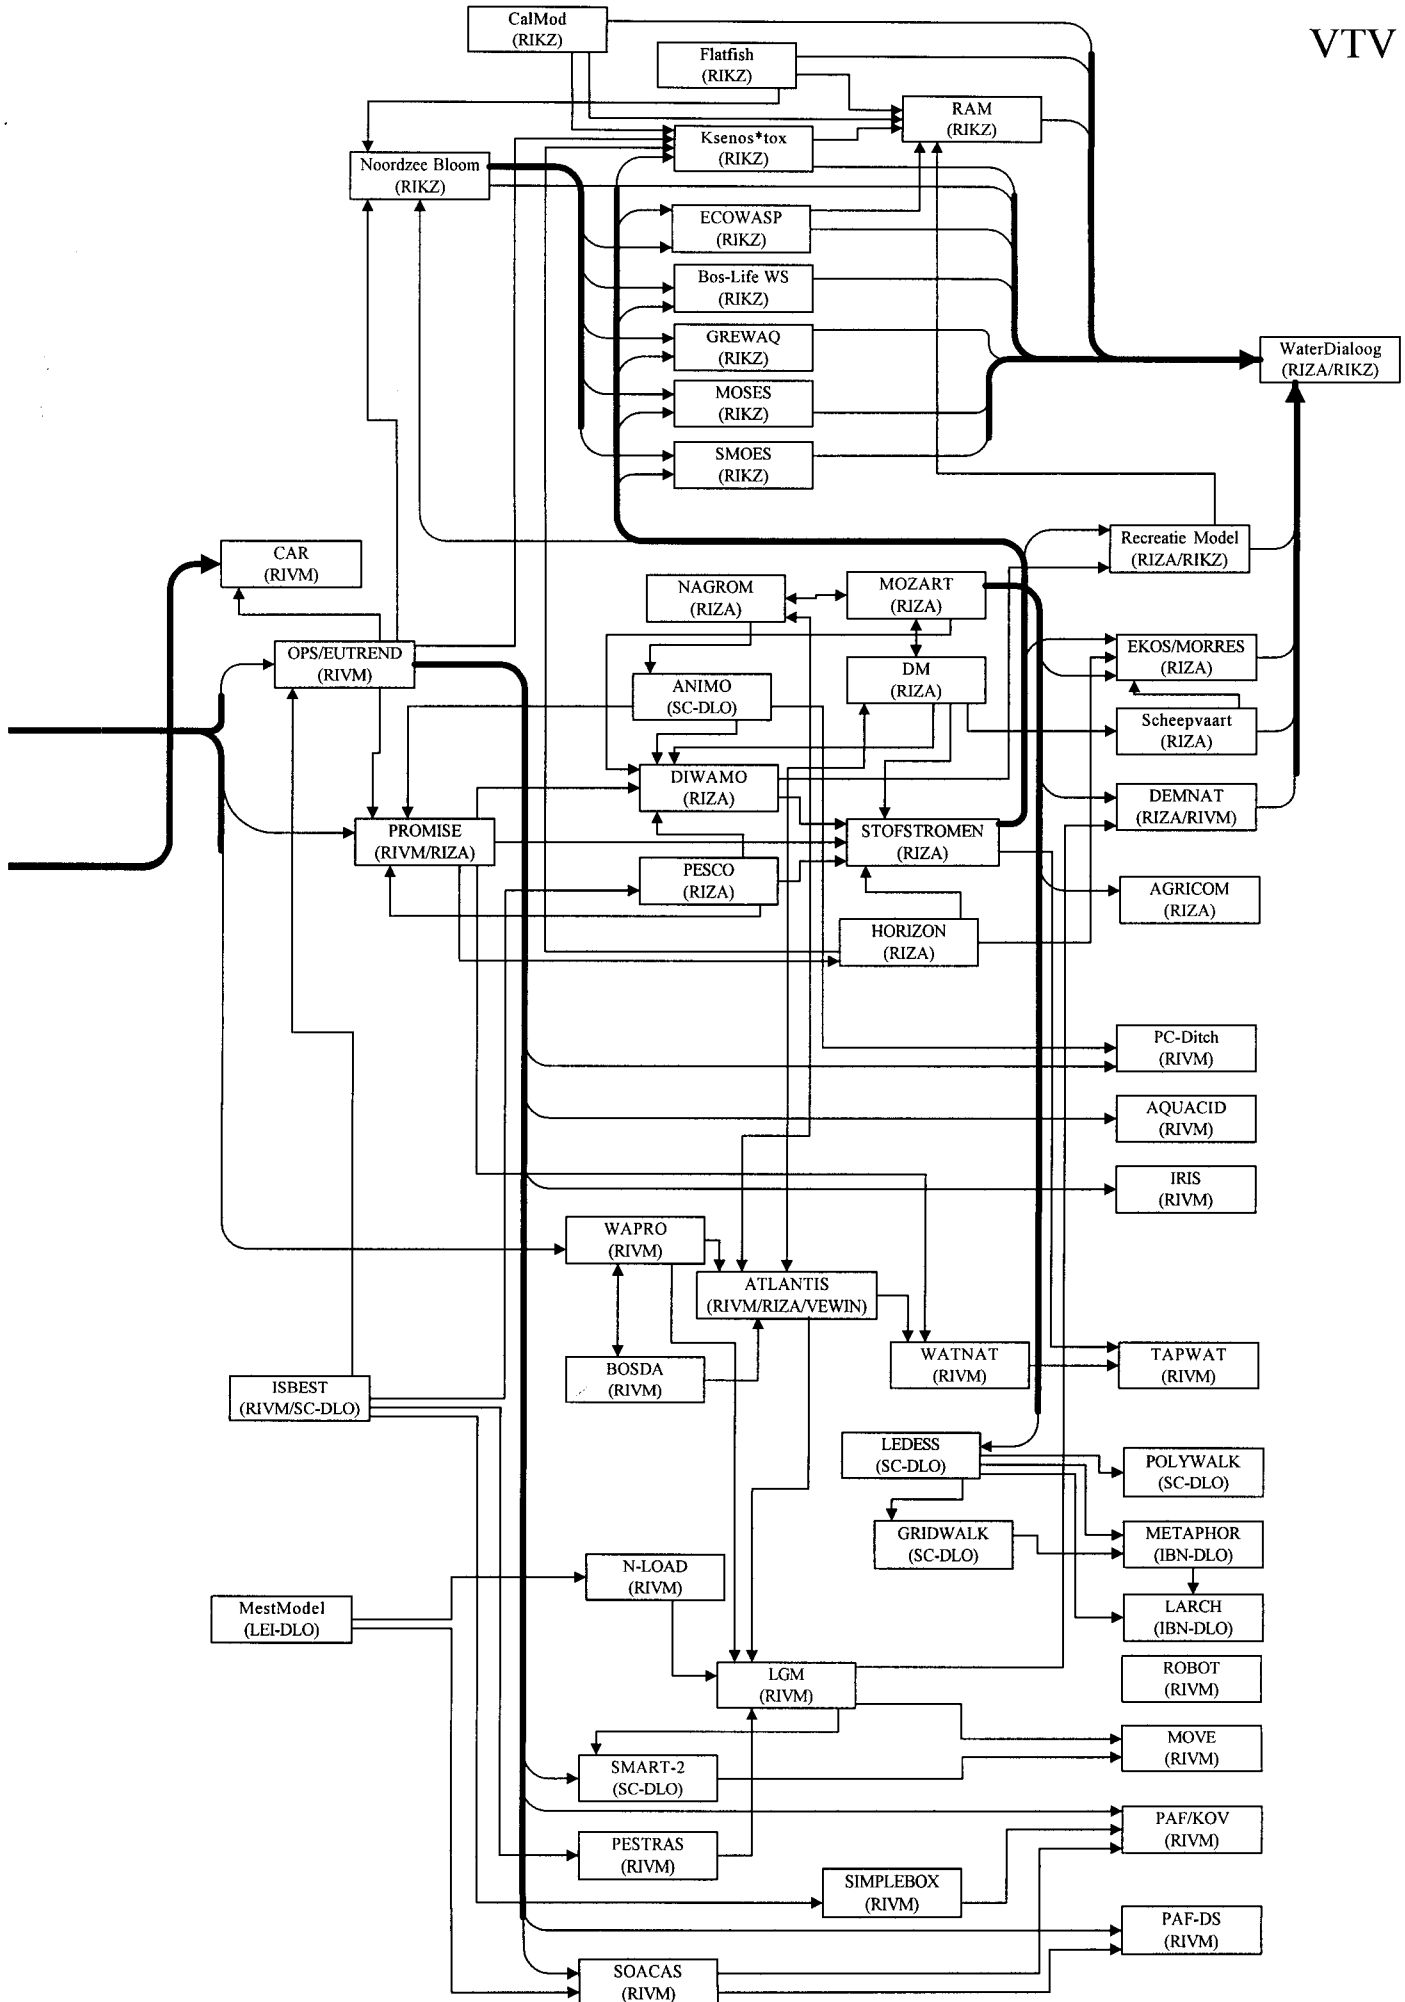 VTV
CalMod
(RIKZ)
Flatfish
(RIKZ)
RAM
(RIKZ)
Ksenos*tox
(RIKZ)
Noordzee Bloom
(RIKZ)
ECOWASP
(RIKZ)
Bos-Life WS
(RIKZ)
GREWAQ
(RIKZ)
WaterDialoog
(RIZA/RIKZ)
MOSES
(RIKZ)
SMOES
(RIKZ)
CAR
(RIVM)
Recreatie Model
(RIZA/RIKZ)
NAGROM
(RIZA)
MOZART
(RIZA)
OPS/EUTREND
(RIVM)
EKOS/MORRES
(RIZA)
DM
(RIZA)
ANIMO
(SC-DLO)
Scheepvaart
(RIZA)
DIWAMO
(RIZA)
DEMNAT
(RIZA/RIVM)
PROMISE
(RIVM/RIZA)
STOFSTROMEN
(RIZA)
PESCO
(RIZA)
AGRICOM
(RIZA)
HORIZON
(RIZA)
PC-Ditch
(RIVM)
AQUACID
(RIVM)
IRIS
(RIVM)
WAPRO
(RIVM)
ATLANTIS
(RIVM/RIZA/VEWIN)
BOSDA
(RIVM)
WATNAT
(RIVM)
TAPWAT
(RIVM)
ISBEST
(RIVM/SC-DLO)
LEDESS
(SC-DLO)
POLYWALK
(SC-DLO)
GRIDWALK
(SC-DLO)
METAPHOR
(IBN-DLO)
N-LOAD
(RIVM)
MestModel
(LEI-DLO)
LARCH
(IBN-DLO)
LGM
(RIVM)
ROBOT
(RIVM)
MOVE
(RIVM)
SMART-2
(SC-DLO)
PAF/KOV
(RIVM)
PESTRAS
(RIVM)
SIMPLEBOX
(RIVM)
PAF-DS
(RIVM)
SOACAS
(RIVM)